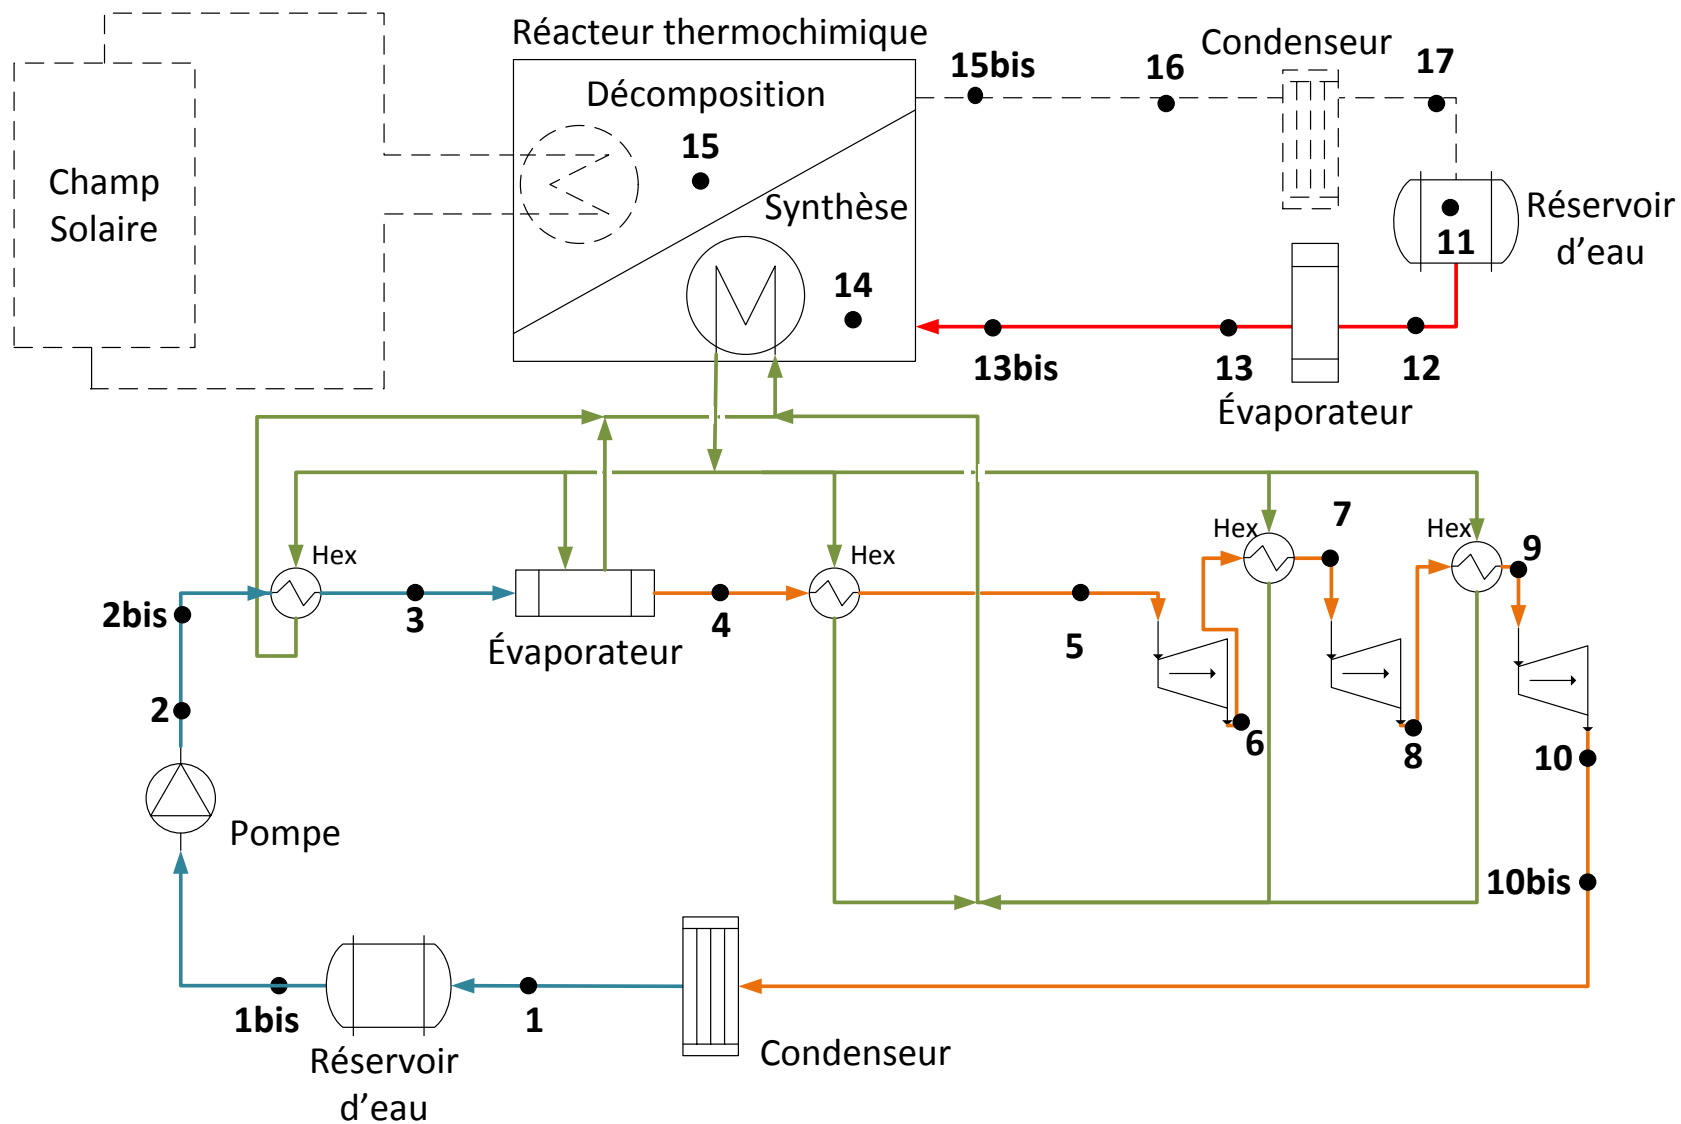 Réacteur thermochimique
Condenseur
15bis
16
17
Décomposition
15
Champ
Solaire
Synthèse
Réservoir
d’eau
11
14
13bis
13
12
Évaporateur
Hex
Hex
Hex
Hex
7
9
2bis
3
4
5
Évaporateur
2
6
8
10
Pompe
10bis
1bis
1
Réservoir
d’eau
Condenseur